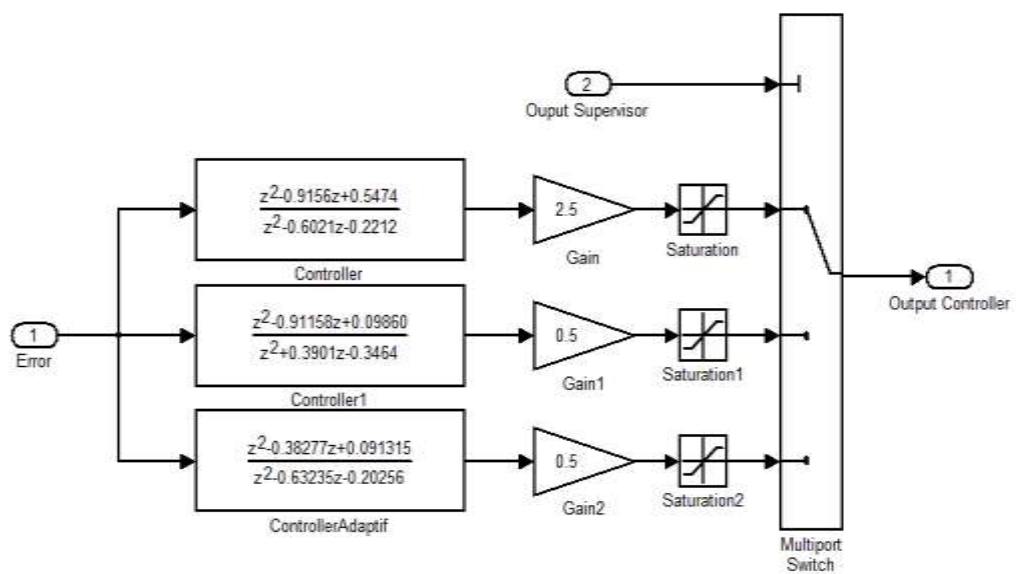 2
Ouput Supervisor
z2-0.9156z+0.5474
z2-0.6021z-0.2212
Controller
2.5
Gain
Saturation
1
Output Controller
1
Error
z2-0.91158z+0.09860
z2+0.3901z-0.3464
Controller1
0.5
Gain1
Saturation1
z2-0.38277z+0.091315
z2-0.63235z-0.20256
ControllerAdaptif
0.5
Gain2
Saturation2
Multiport
Switch